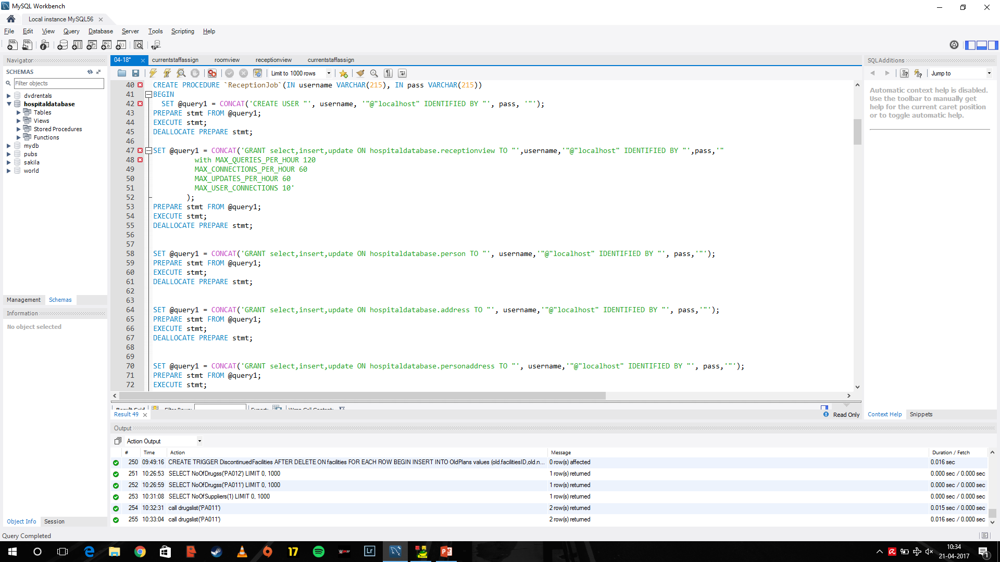 MySQL Workbench
Local instance MySQL56
File Edit View Query Database Server Tools Scripting Help
Navigator
SCHEMAS
Filter objects
dvdrentals
hospitaldatabase
Tables
Views
Stored Procedures
Functions
mydb
pubs
sakila
world
Management Schemas
Information
No object selected
Object Info Session
04-18* currentstaffassign roomview receptionview currentstaffassign
Limit to 1000 rows
40 CREATE PROCEDURE `ReceptionJob`(IN username VARCHAR(215), IN pass VARCHAR(215))
41 BEGIN
42 SET @query1 = CONCAT('CREATE USER "', username, '"@"localhost" IDENTIFIED BY "', pass, '"');
43 PREPARE stmt FROM @query1;
44 EXECUTE stmt;
45 DEALLOCATE PREPARE stmt;
46
47 SET @query1 = CONCAT('GRANT select,insert,update ON hospitaldatabase.receptionview TO "',username,'"@"localhost" IDENTIFIED BY "',pass,'"
48 with MAX_QUERIES_PER_HOUR 120
49 MAX_CONNECTIONS_PER_HOUR 60
50 MAX_UPDATES_PER_HOUR 60
51 MAX_USER_CONNECTIONS 10'
52 );
53 PREPARE stmt FROM @query1;
54 EXECUTE stmt;
55 DEALLOCATE PREPARE stmt;
56
57
58 SET @query1 = CONCAT('GRANT select,insert,update ON hospitaldatabase.person TO "', username,'"@"localhost" IDENTIFIED BY "', pass,'"');
59 PREPARE stmt FROM @query1;
60 EXECUTE stmt;
61 DEALLOCATE PREPARE stmt;
62
63
64 SET @query1 = CONCAT('GRANT select,insert,update ON hospitaldatabase.address TO "', username,'"@"localhost" IDENTIFIED BY "', pass,'"');
65 PREPARE stmt FROM @query1;
66 EXECUTE stmt;
67 DEALLOCATE PREPARE stmt;
68
69
70 SET @query1 = CONCAT('GRANT select,insert,update ON hospitaldatabase.personaddress TO "', username,'"@"localhost" IDENTIFIED BY "', pass,'"');
71 PREPARE stmt FROM @query1;
72 EXECUTE stmt;
Result 49 Read Only
SQLAdditions
Jump to
Automatic context help is disabled.
Use the toolbar to manually get
help for the current caret position
or to toggle automatic help.
Context Help Snippets
Output
Action Output
# Time Action Message Duration / Fetch
250 09:49:16 CREATE TRIGGER DiscontinuedFacilities AFTER DELETE ON facilities FOR EACH ROW BEGIN INSERT INTO OldPlans values (old.facilitiesID,old.n... 0 row(s) affected 0.016 sec
251 10:26:53 SELECT NoOfDrugss('PA012') LIMIT 0, 1000 1 row(s) returned 0.000 sec / 0.000 sec
252 10:26:59 SELECT NoOfDrugss('PA011') LIMIT 0, 1000 1 row(s) returned 0.000 sec / 0.000 sec
253 10:31:08 SELECT NoOfSuppliers(1) LIMIT 0, 1000 1 row(s) returned 0.000 sec / 0.000 sec
254 10:32:31 call drugslist('PA011') 2 row(s) returned 0.015 sec / 0.000 sec
255 10:33:04 call drugslist('PA011') 2 row(s) returned 0.016 sec / 0.000 sec
Query Completed
17
Lr
10:34
21-04-2017
1